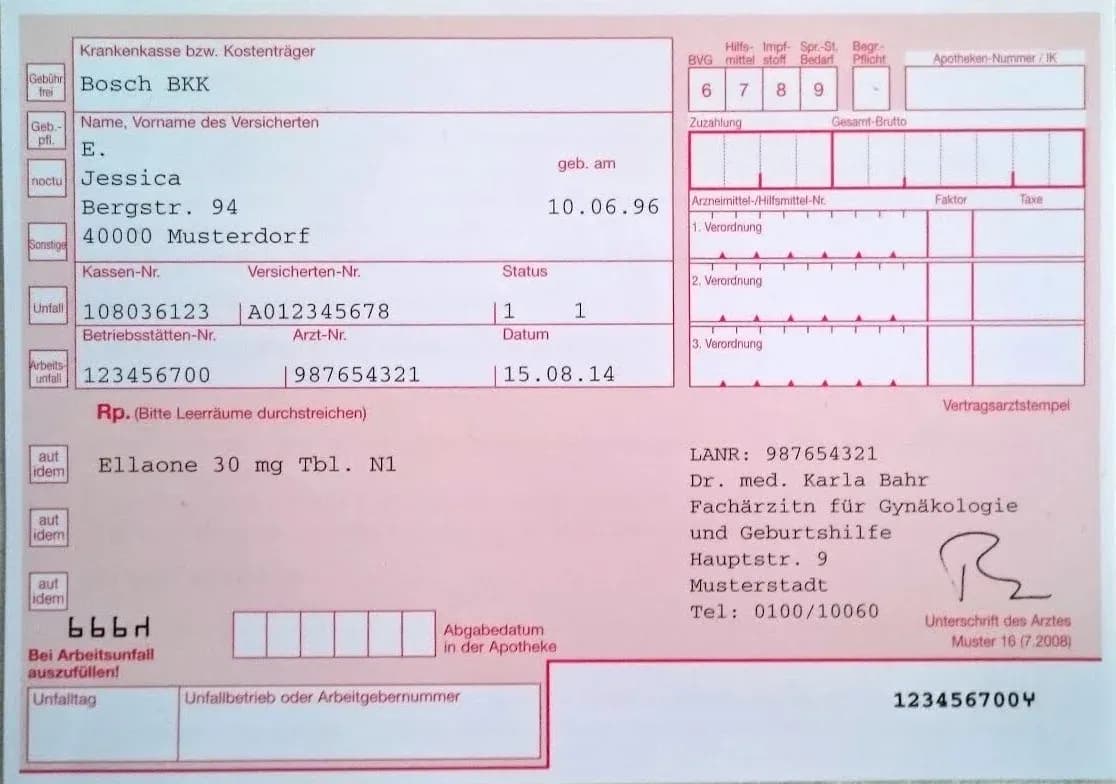 Krankenkasse bzw. Kostenträger
Bosch BKK
Gebühr
frei
Geb.-
pfl.
noctu
Sonstige
Unfall
Arbeits-
unfall
Name, Vorname des Versicherten
E.
Jessica
geb. am
Bergstr. 94
10.06.96
40000 Musterdorf
Kassen-Nr. Versicherten-Nr. Status
108036123 A012345678 1 1
Betriebsstätten-Nr. Arzt-Nr. Datum
123456700 987654321 15.08.14
BVG Hilfs-mittel Impf-stoff Spr.-St. Bedarf Begr.-Pflicht
6 7 8 9 -
Apotheken-Nummer / IK
Zuzahlung Gesamt-Brutto
Arzneimittel-/Hilfsmittel-Nr. Faktor Taxe
1. Verordnung
2. Verordnung
3. Verordnung
Vertragsarztstempel
Rp. (Bitte Leerräume durchstreichen)
aut
idem
Ellaone 30 mg Tbl. N1
aut
idem
aut
idem
LANR: 987654321
Dr. med. Karla Bahr
Fachärzitn für Gynäkologie
und Geburtshilfe
Hauptstr. 9
Musterstadt
Tel: 0100/10060
Unterschrift des Arztes
Muster 16 (7.2008)
Abgabedatum
in der Apotheke
Bei Arbeitsunfall
auszufüllen!
Unfalltag
Unfallbetrieb oder Arbeitgebernummer
123456700